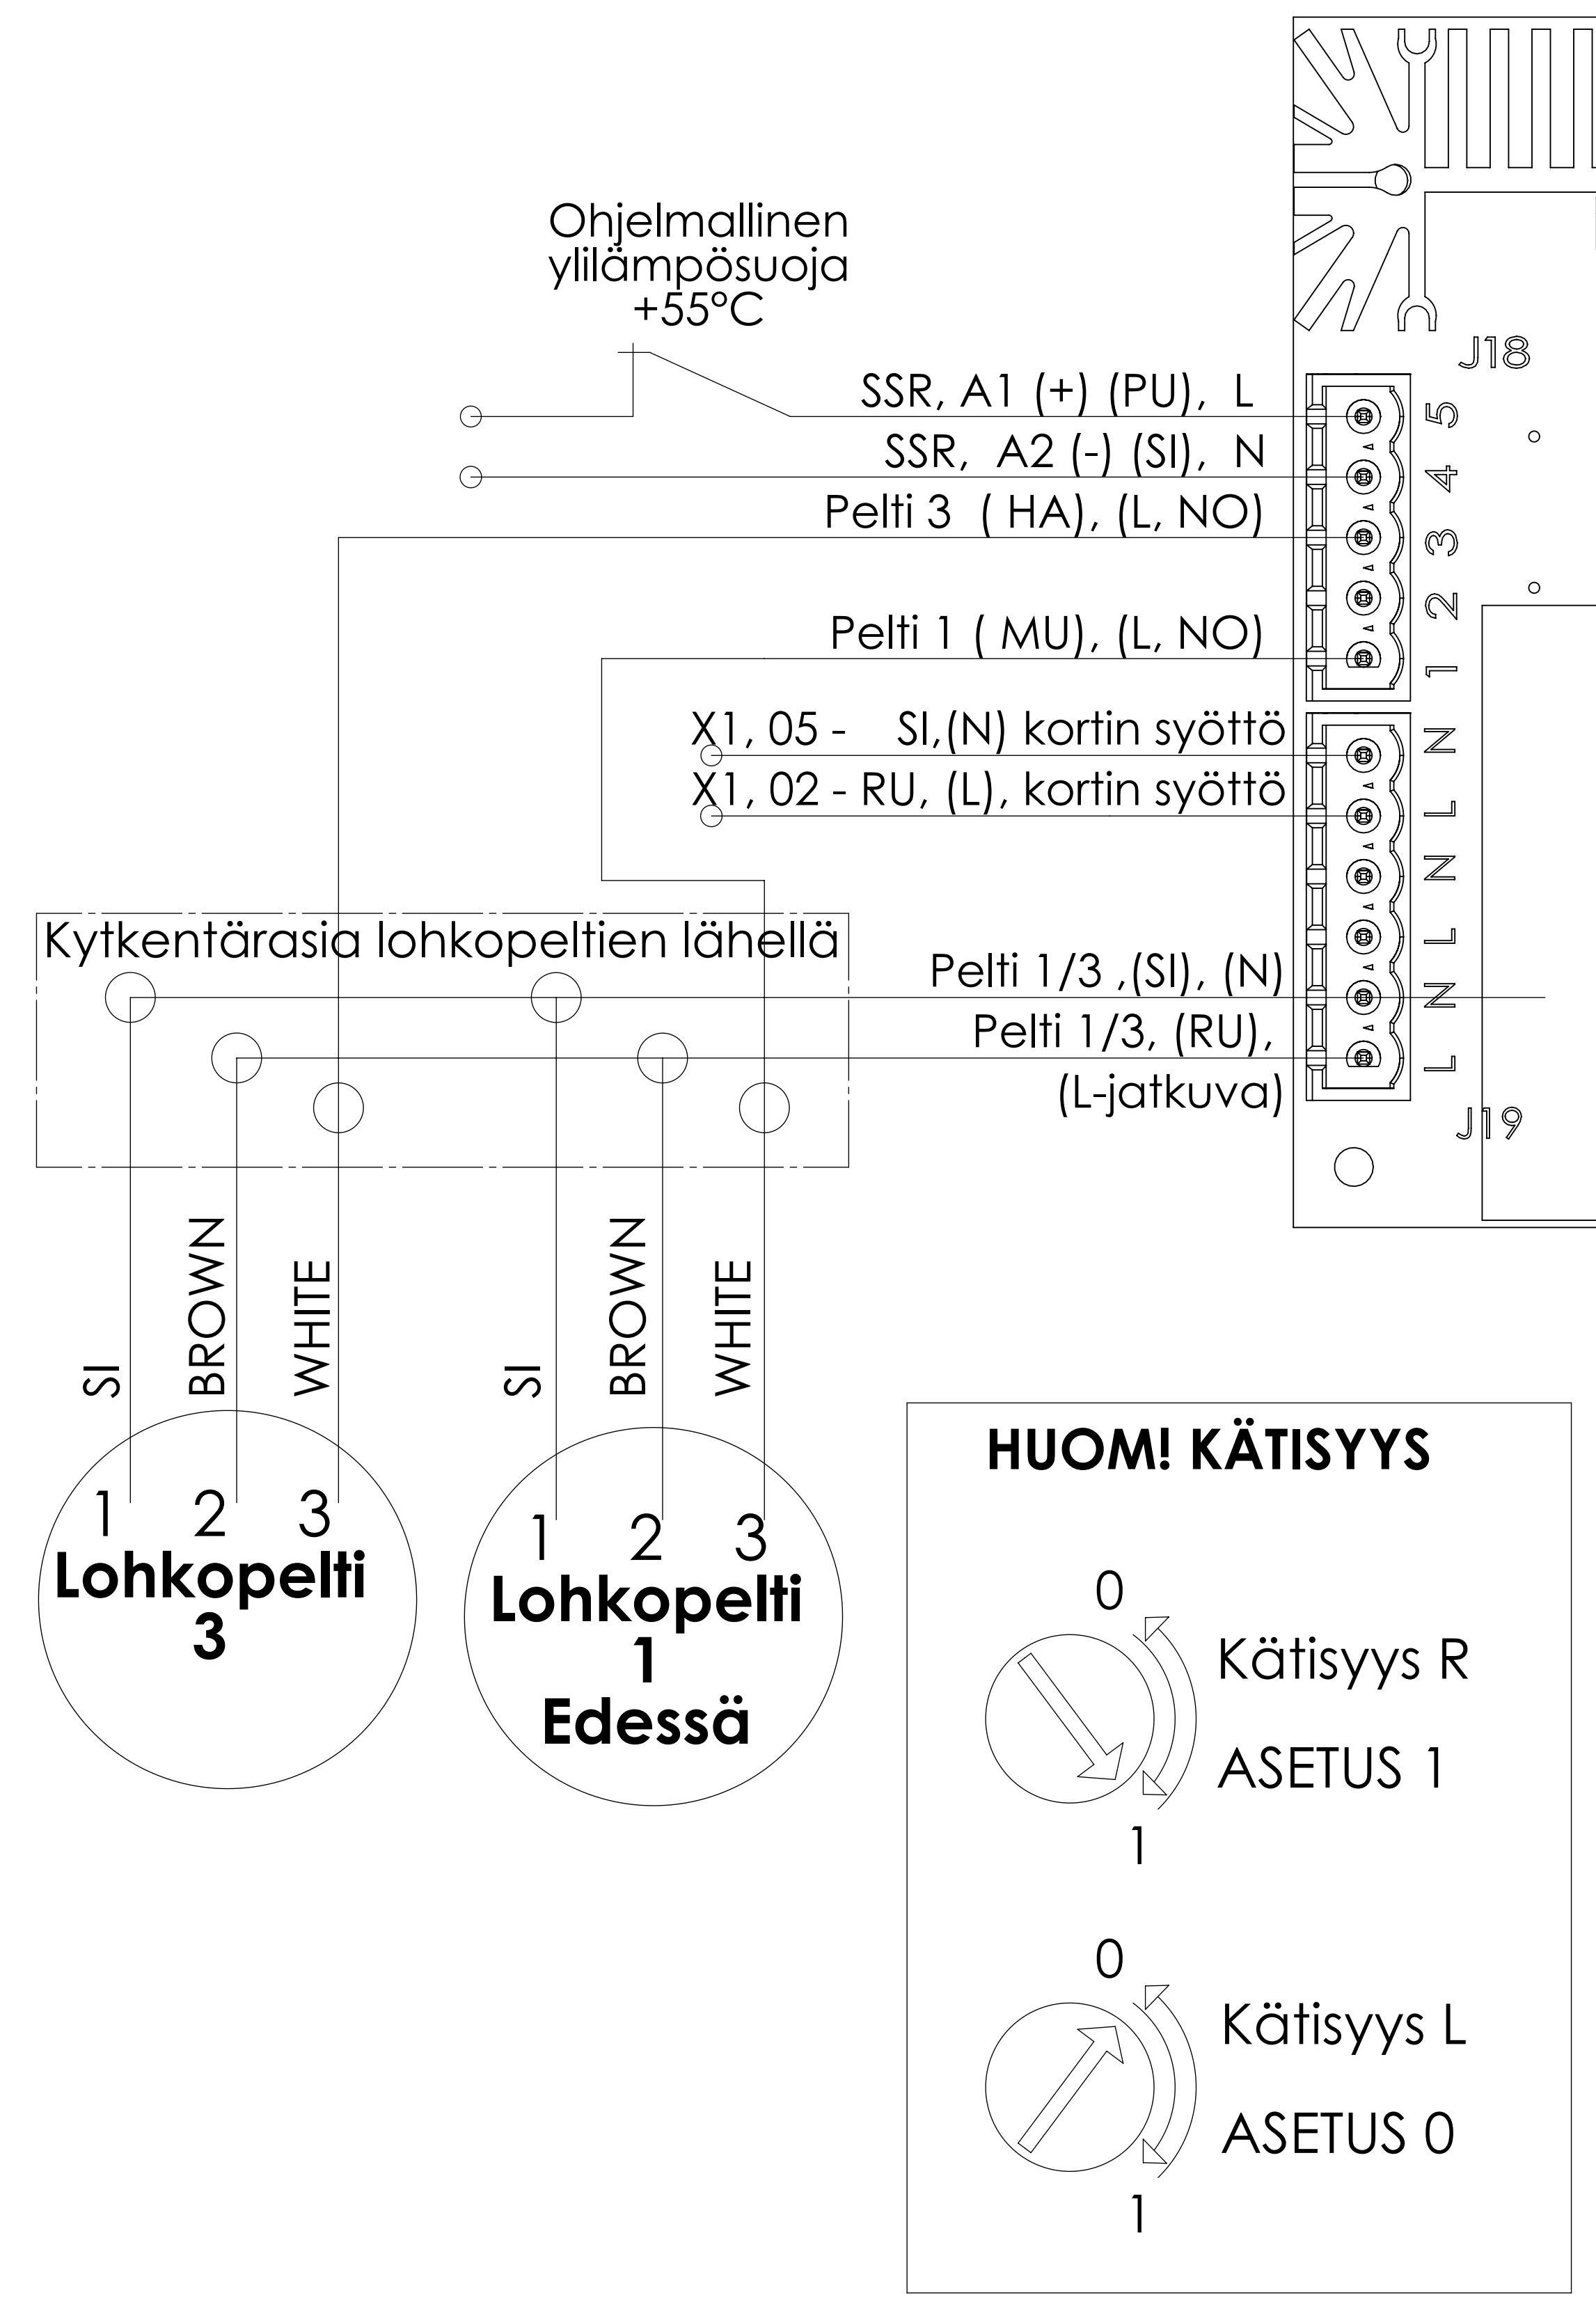 Ohjelmallinen
ylilämpösuoja
+55°C
J18
SSR, A1 (+) (PU), L
5
SSR, A2 (-) (SI), N
4
Pelti 3 ( HA), (L, NO)
3
2
Pelti 1 ( MU), (L, NO)
1
X1, 05 - SI,(N) kortin syöttö
N
X1, 02 - RU, (L), kortin syöttö
L
N
Kytkentärasia lohkopeltien lähellä
L
Pelti 1/3 ,(SI), (N)
N
Pelti 1/3, (RU),
L
(L-jatkuva)
J19
SI
BROWN
WHITE
SI
BROWN
WHITE
1 2 3
Lohkopelti
3
1 2 3
Lohkopelti
1
Edessä
HUOM! KÄTISYYS
0
Kätisyys R
ASETUS 1
1
0
Kätisyys L
ASETUS 0
1